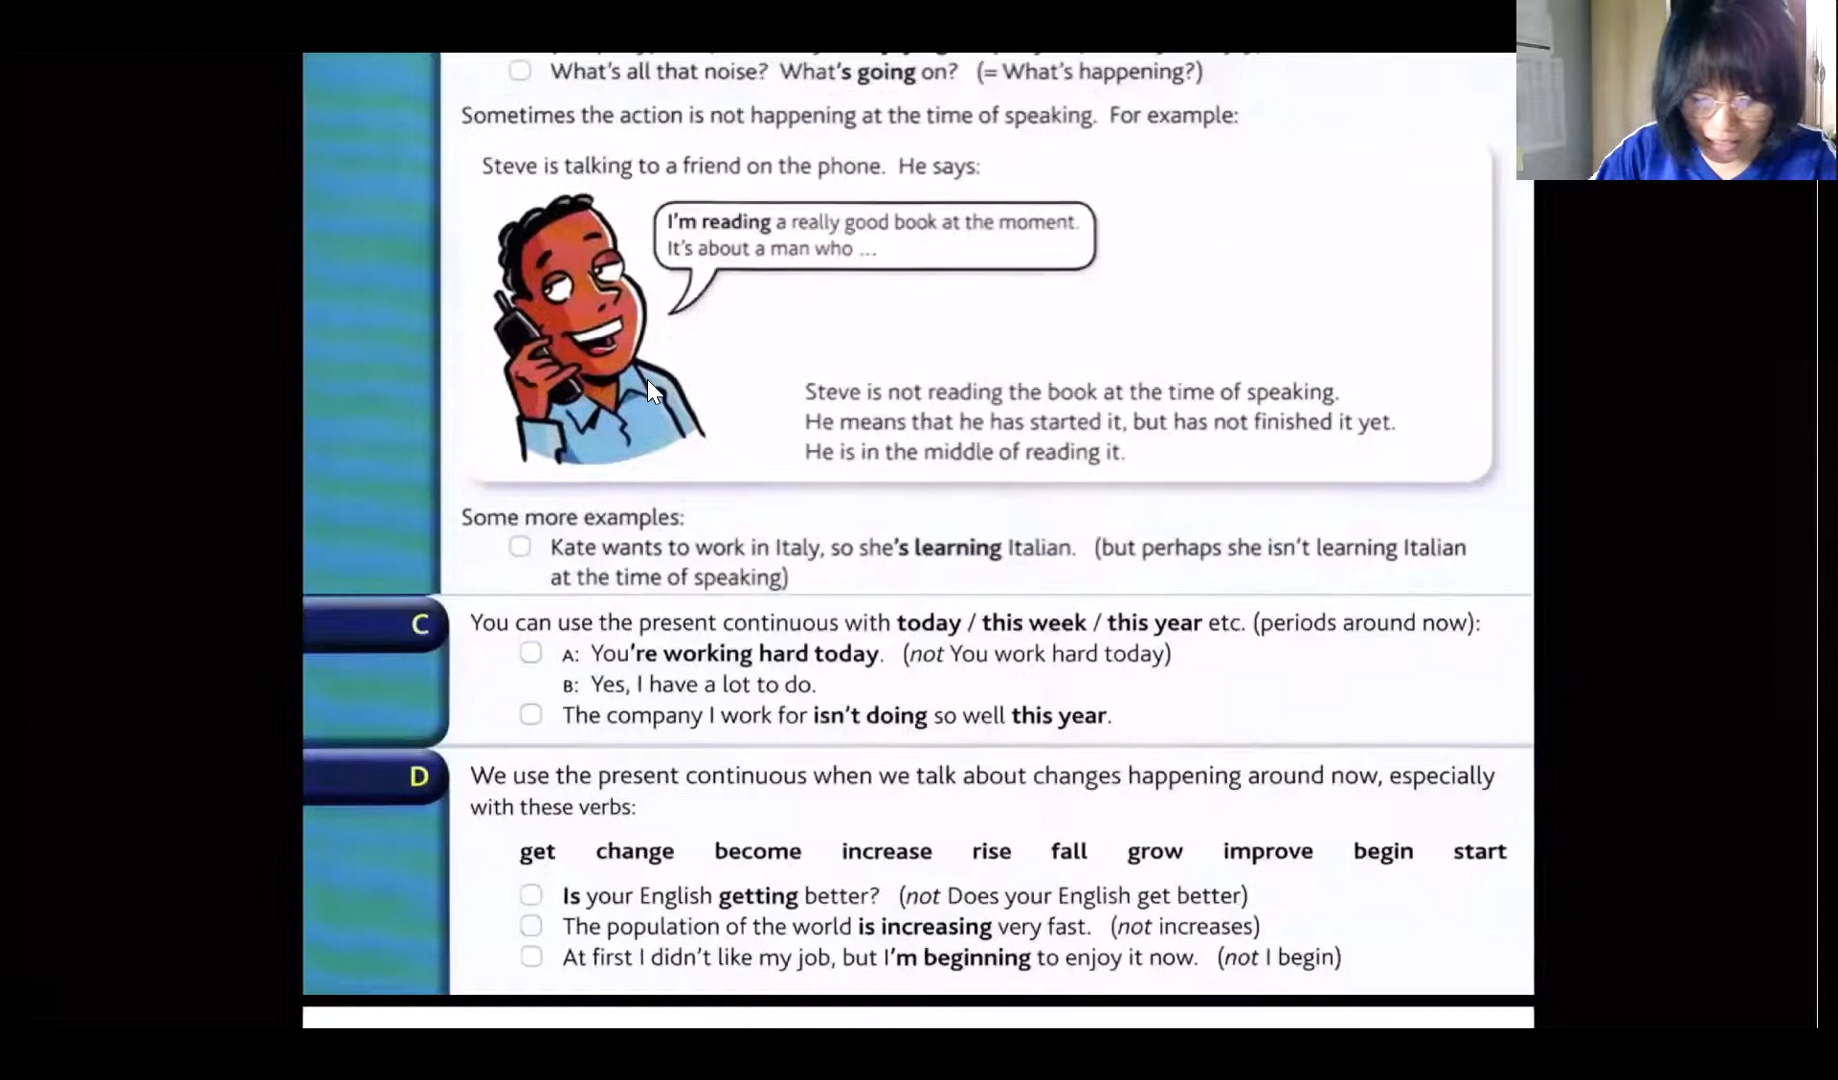 What's all that noise? What's going on? (= What's happening?)
Sometimes the action is not happening at the time of speaking. For example:
Steve is talking to a friend on the phone. He says:
I'm reading a really good book at the moment.
It's about a man who ...
Steve is not reading the book at the time of speaking.
He means that he has started it, but has not finished it yet.
He is in the middle of reading it.
Some more examples:
Kate wants to work in Italy, so she's learning Italian. (but perhaps she isn't learning Italian
at the time of speaking)
C
You can use the present continuous with today / this week / this year etc. (periods around now):
A: You're working hard today. (not You work hard today)
B: Yes, I have a lot to do.
The company I work for isn't doing so well this year.
D
We use the present continuous when we talk about changes happening around now, especially
with these verbs:
get change become increase rise fall grow improve begin start
Is your English getting better? (not Does your English get better)
The population of the world is increasing very fast. (not increases)
At first I didn't like my job, but I'm beginning to enjoy it now. (not I begin)